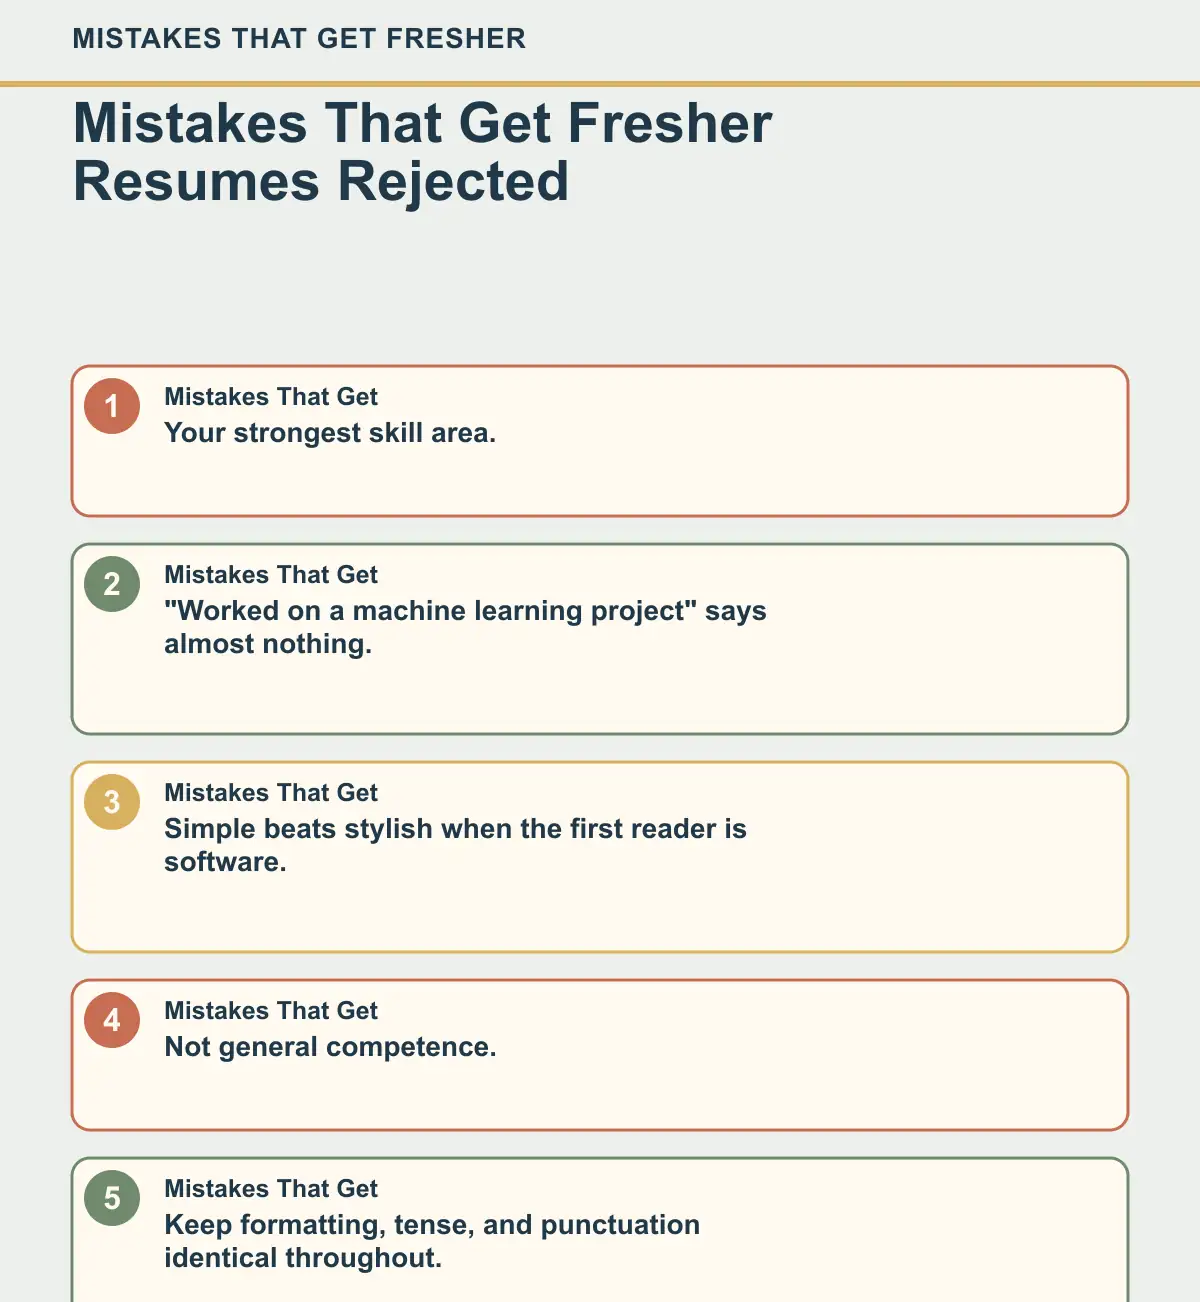 MISTAKES THAT GET FRESHER
Mistakes That Get Fresher
Resumes Rejected
1
Mistakes That Get
Your strongest skill area.
2
Mistakes That Get
"Worked on a machine learning project" says
almost nothing.
3
Mistakes That Get
Simple beats stylish when the first reader is
software.
4
Mistakes That Get
Not general competence.
5
Mistakes That Get
Keep formatting, tense, and punctuation
identical throughout.